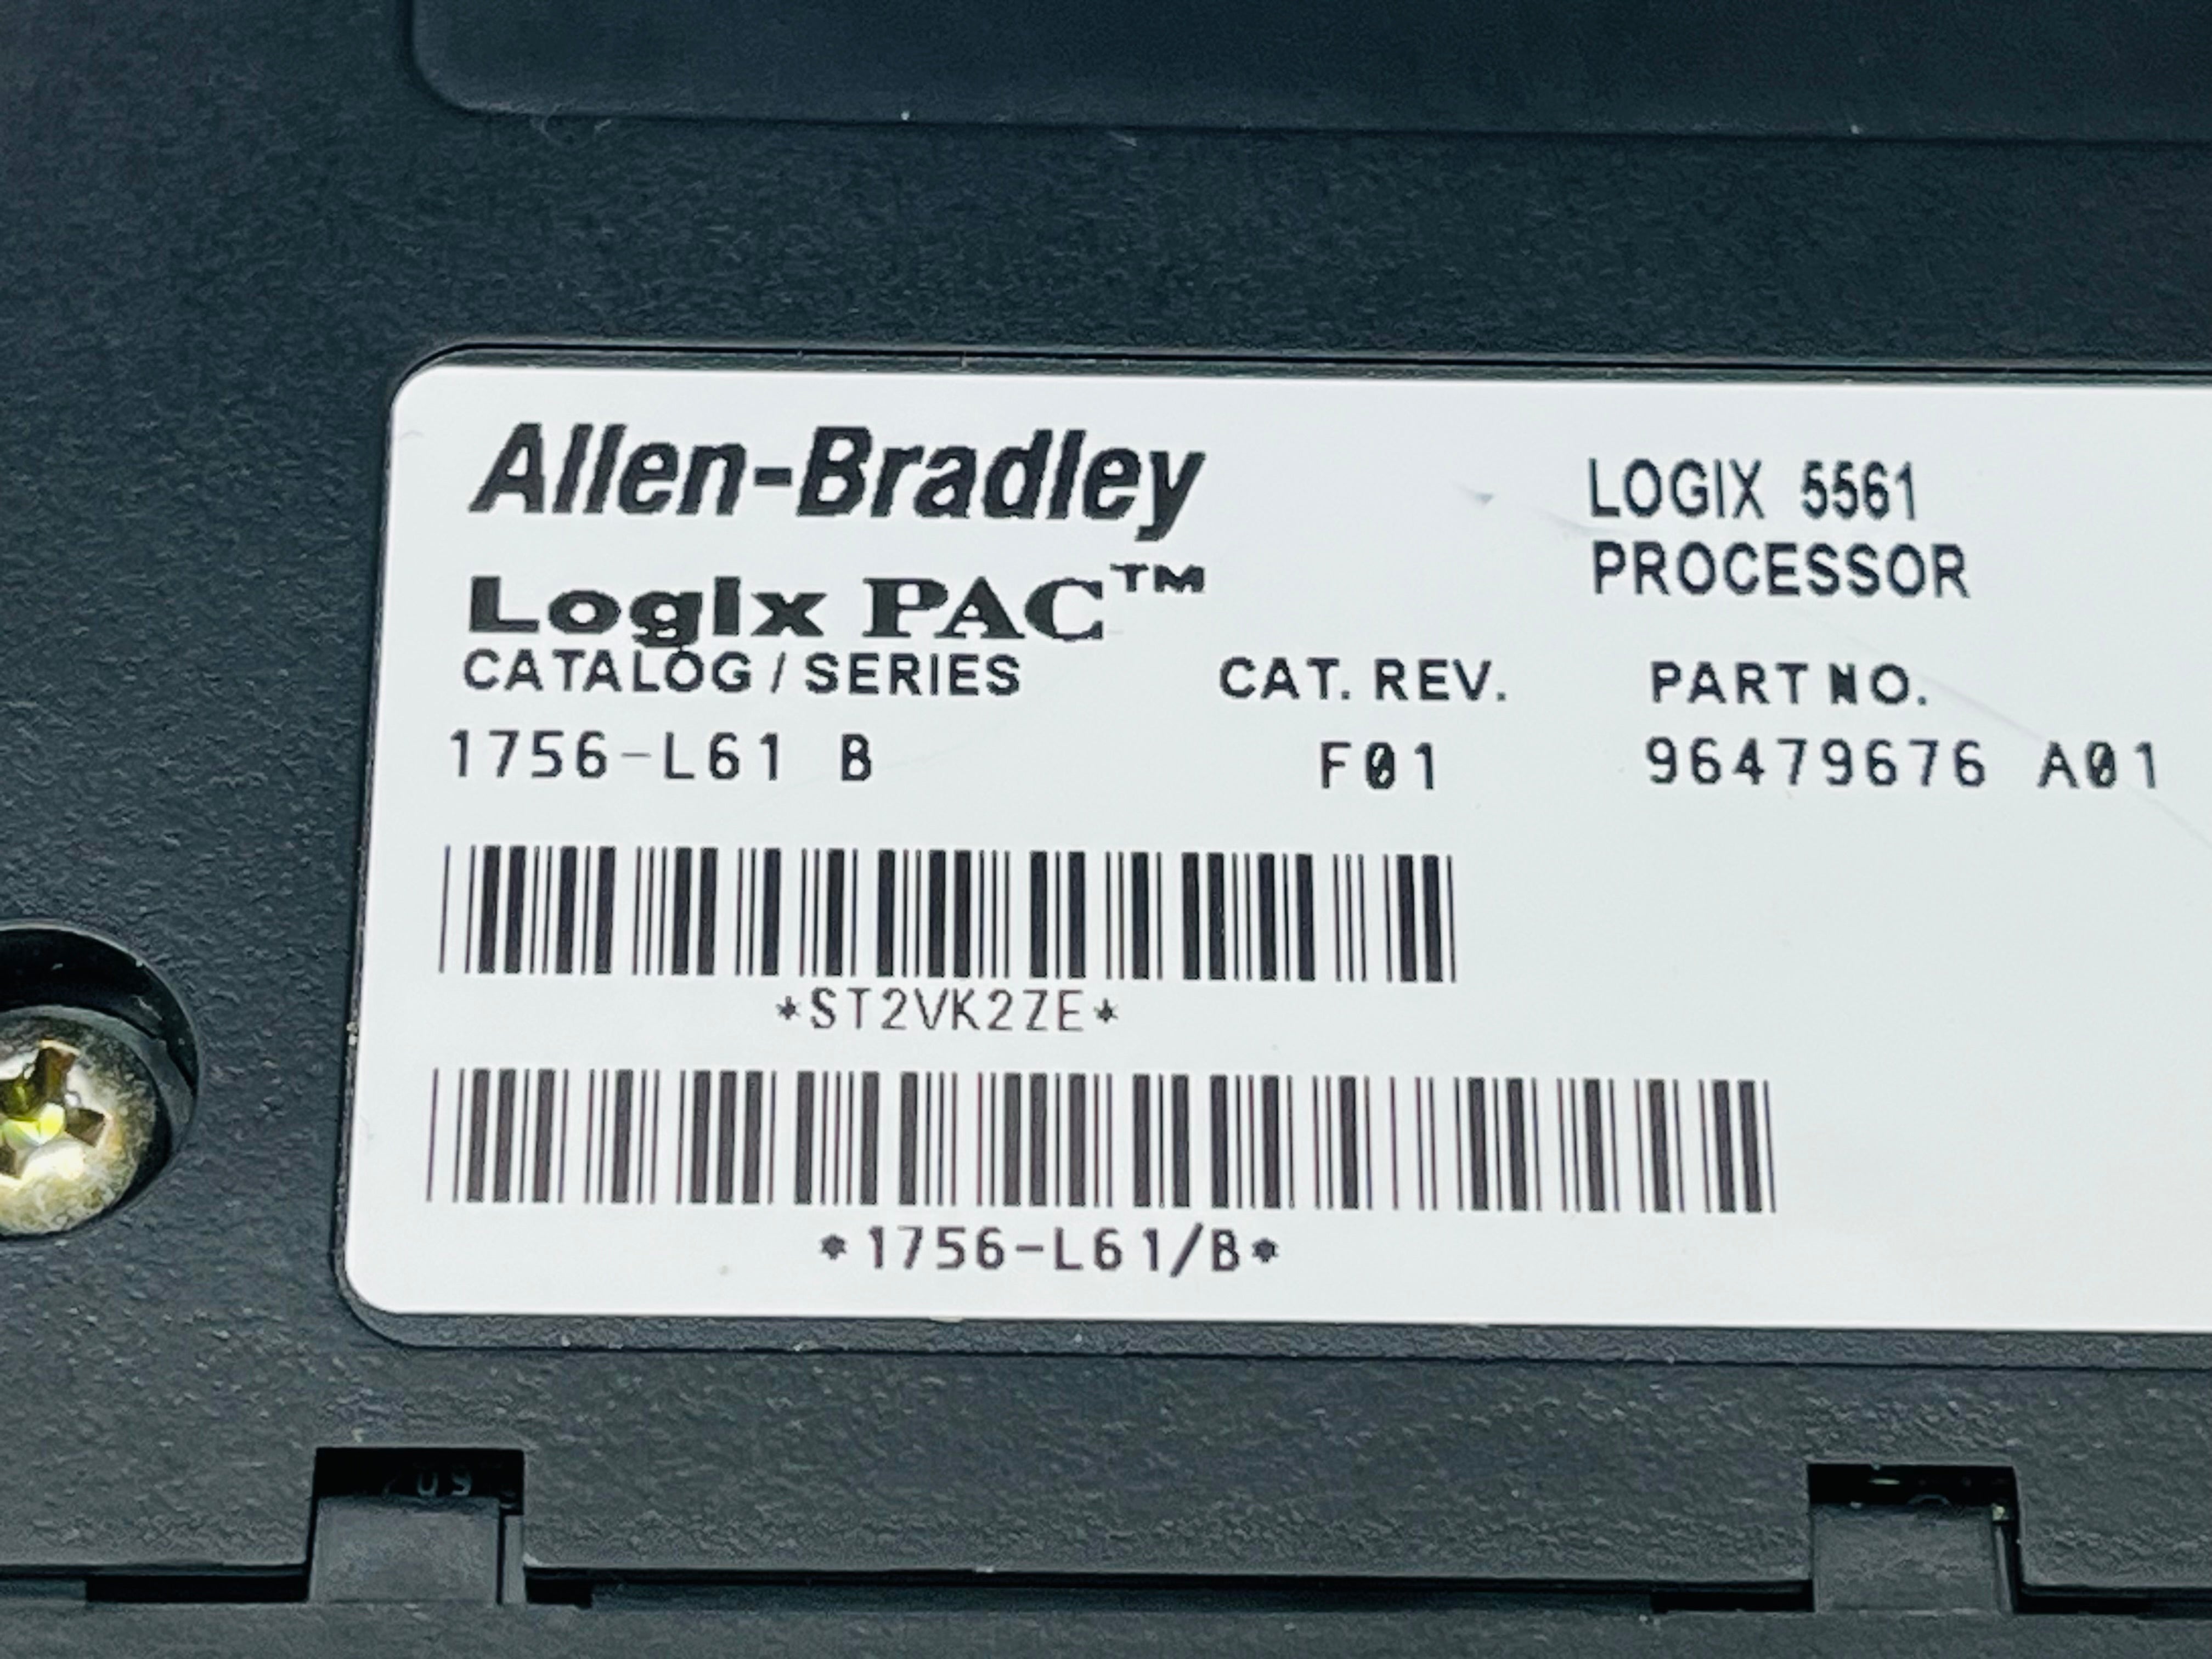 Allen-Bradley
LOGIX 5561
PROCESSOR
Logix PAC™
CATALOG / SERIES CAT. REV. PART NO.
1756-L61 B F01 96479676 A01
*ST2VK2ZE*
*1756-L61/B*